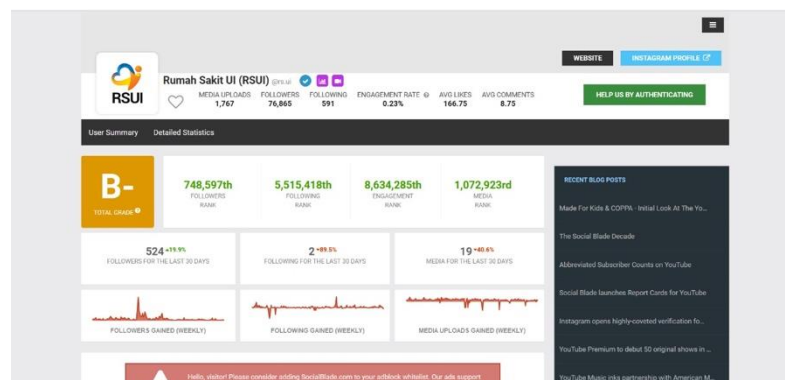 WEBSITE
INSTAGRAM PROFILE
RSUI
Rumah Sakit UI (RSUI) @rs.ui
MEDIA UPLOADS FOLLOWERS FOLLOWING ENGAGEMENT RATE AVG LIKES AVG COMMENTS
1,767 76,865 591 0.23% 166.75 8.75
HELP US BY AUTHENTICATING
User Summary Detailed Statistics
B-
TOTAL GRADE
748,597th 5,515,418th 8,634,285th 1,072,923rd
FOLLOWERS RANK FOLLOWING RANK ENGAGEMENT RANK MEDIA RANK
524 +19.9%
FOLLOWERS FOR THE LAST 30 DAYS
2
FOLLOWING FOR THE LAST 30 DAYS
19
MEDIA FOR THE LAST 30 DAYS
FOLLOWERS GAINED (WEEKLY)
FOLLOWING GAINED (WEEKLY)
MEDIA UPLOADS GAINED (WEEKLY)
Hello, visitor! Please consider adding SocialBlade.com to your adblock whitelist. Our ads support
RECENT BLOG POSTS
Made For Kids & COPPA - Initial Look At The Yo...
The Social Blade Decade
Abbreviated Subscriber Counts on YouTube
Social Blade launches Report Cards for YouTube
Instagram opens highly-coveted verification fo...
YouTube Premium to debut 50 original shows in ...
YouTube Music inks partnership with American M...